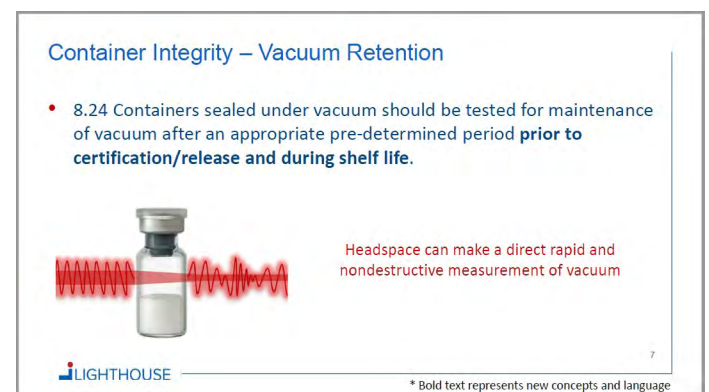 Container Integrity – Vacuum Retention
• 8.24 Containers sealed under vacuum should be tested for maintenance
of vacuum after an appropriate pre-determined period prior to
certification/release and during shelf life.
Headspace can make a direct rapid and
nondestructive measurement of vacuum
7
LIGHTHOUSE
* Bold text represents new concepts and language